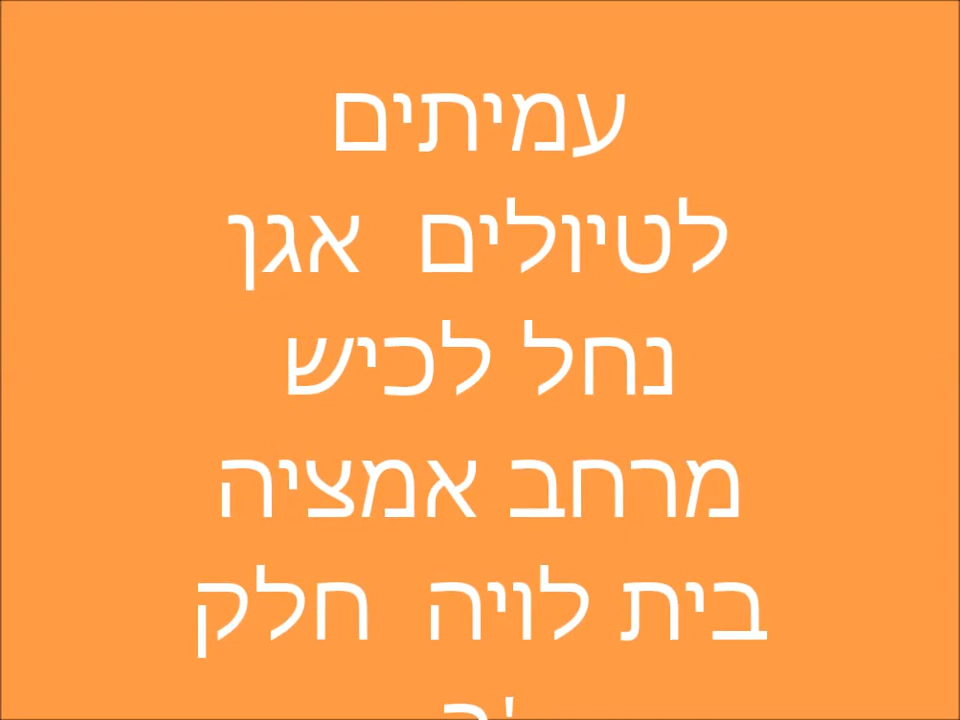 עמיתים
לטיולים אגן
נחל לכיש
מרחב אמציה
בית לויה חלק